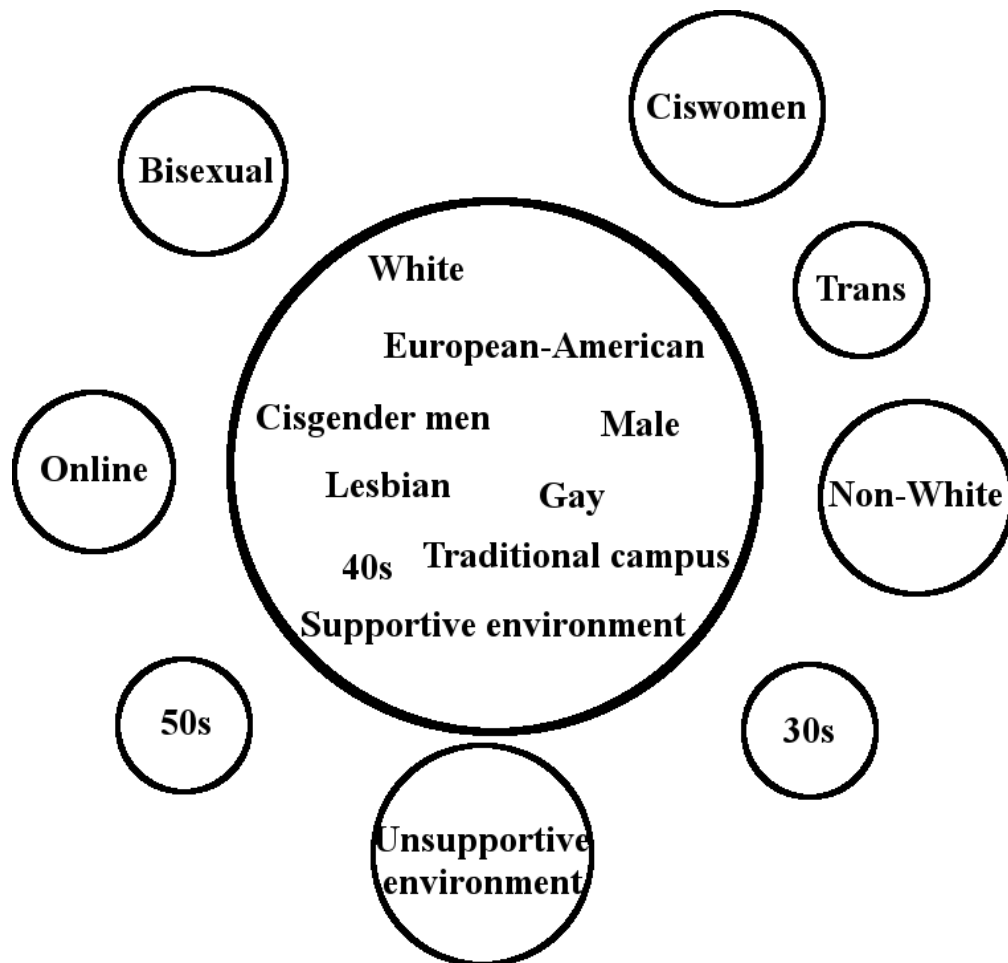 Ciswomen
Bisexual
White
Trans
European-American
Cisgender men
Male
Online
Lesbian
Gay
Non-White
40s
Traditional campus
Supportive environment
50s
30s
Unsupportive
environment